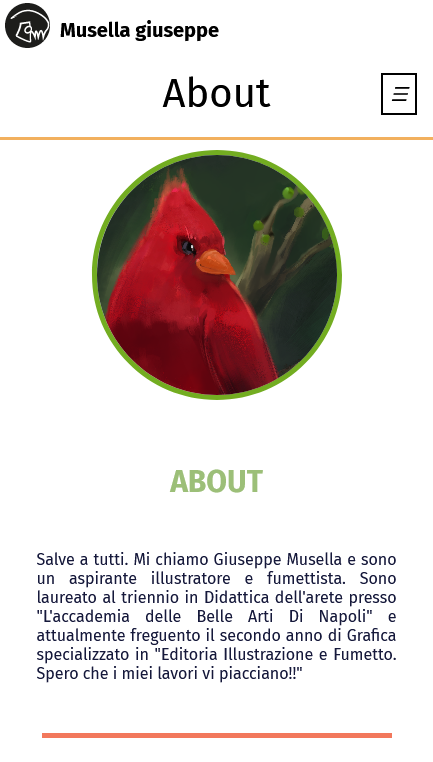 Musella giuseppe
About
ABOUT
Salve a tutti. Mi chiamo Giuseppe Musella e sono
un aspirante illustratore e fumettista. Sono
laureato al triennio in Didattica dell'arete presso
"L'accademia delle Belle Arti Di Napoli" e
attualmente freguento il secondo anno di Grafica
specializzato in "Editoria Illustrazione e Fumetto.
Spero che i miei lavori vi piacciano!!"